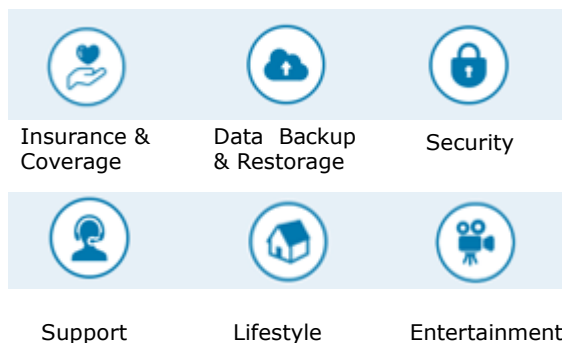 Insurance &
Coverage
Data Backup
& Restorage
Security
Support
Lifestyle
Entertainment